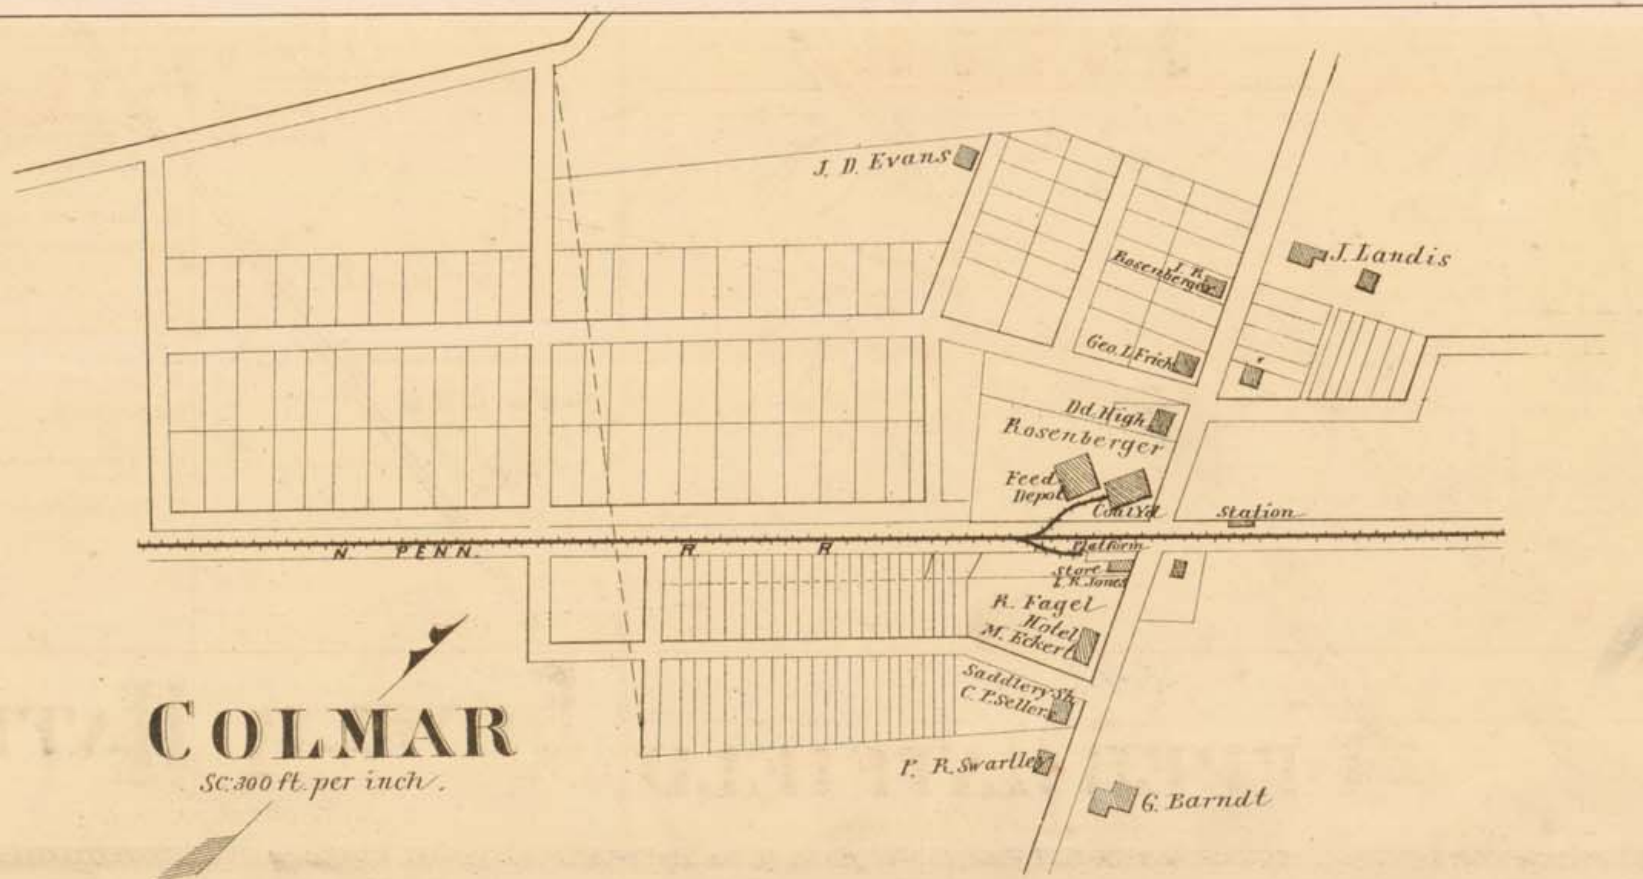 J. D. Evans
J. Landis
J. R.
Rosenberger
Geo. L. Frick
Dd. High
Rosenberger
Feed
Depot
Coal Yd
Station
N. PENN. R R
Platform
Store
I. R. Jones
R. Fagel
Hotel
M. Eckert
Saddlery Sh.
C. P. Sellers
P. R. Swartley
G. Barndt
COLMAR
SC: 300 ft. per inch.